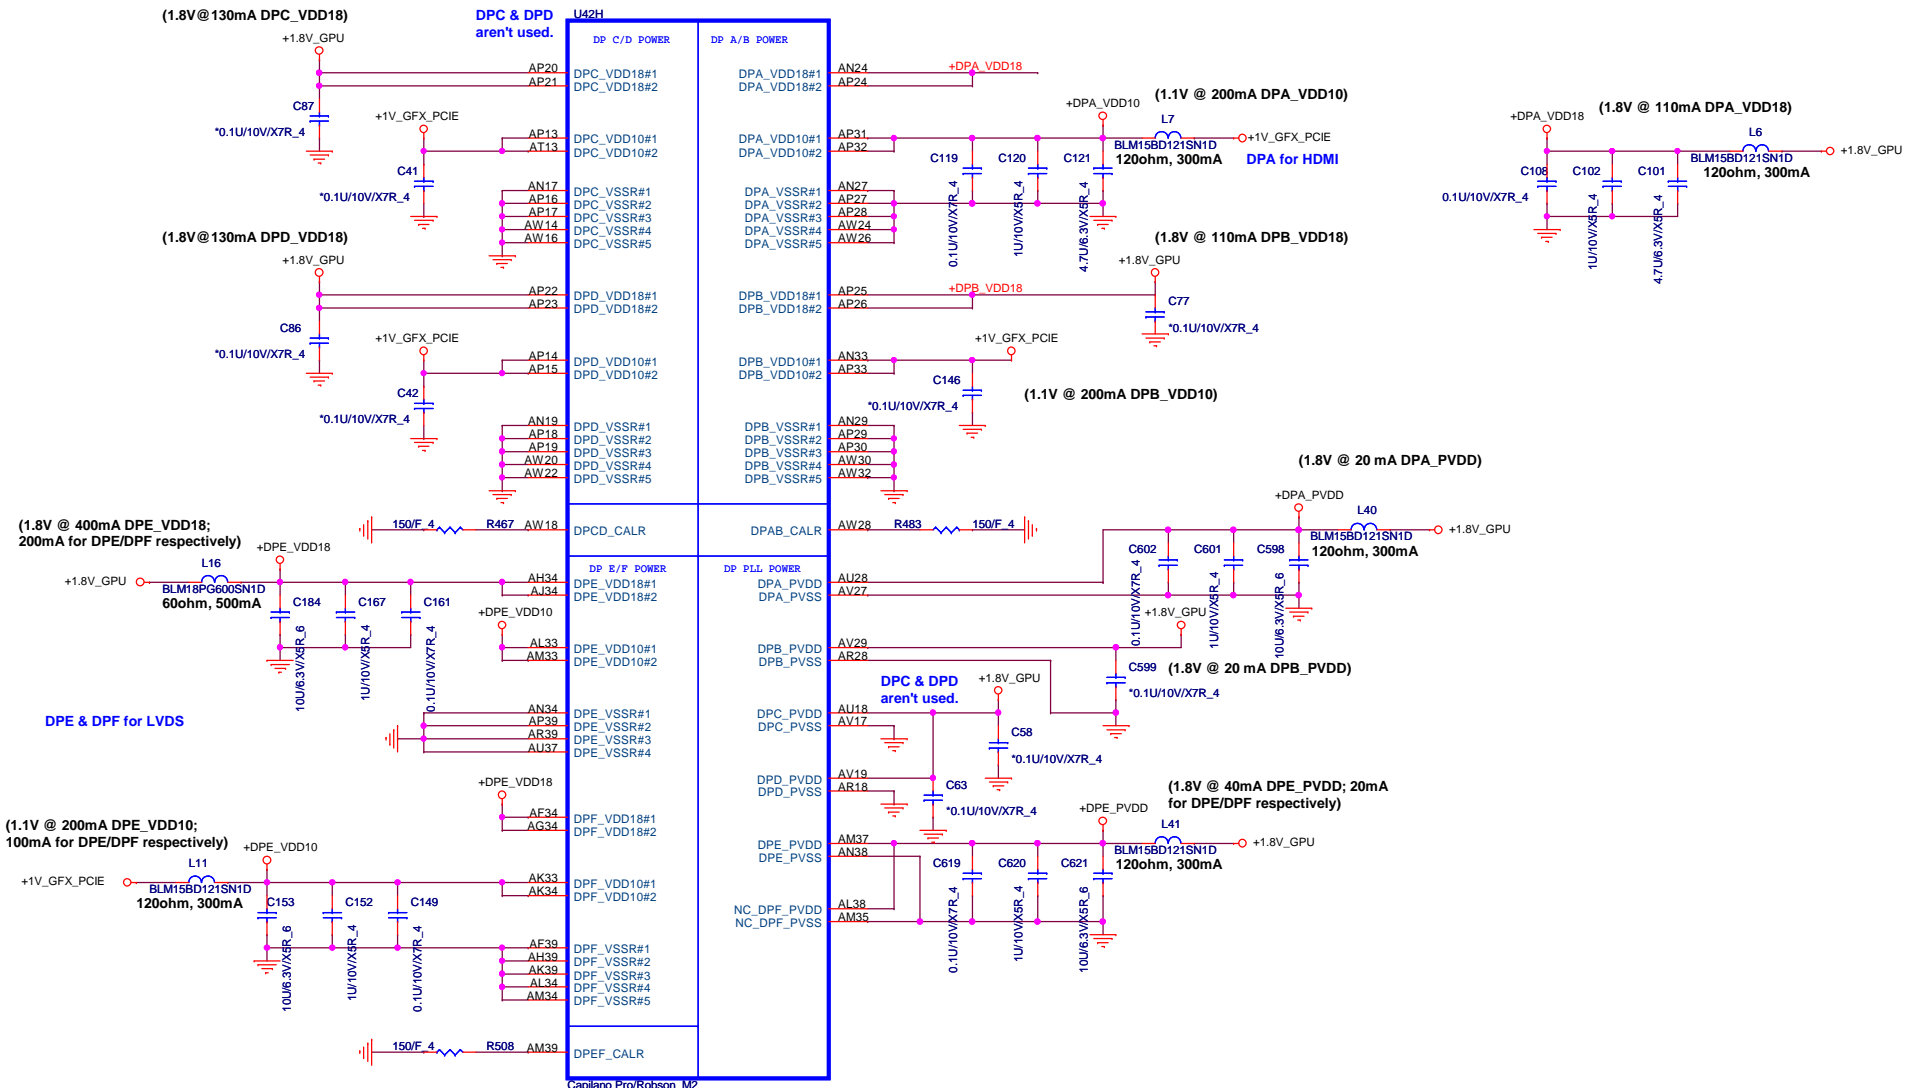 (1.8V@130mA DPC_VDD18)
+1.8V_GPU
C87
*0.1U/10V/X7R_4
+1V_GFX_PCIE
C41
*0.1U/10V/X7R_4
(1.8V@130mA DPD_VDD18)
+1.8V_GPU
C86
*0.1U/10V/X7R_4
+1V_GFX_PCIE
C42
*0.1U/10V/X7R_4
DPC & DPD
aren't used.
U42H
DP C/D POWER
DP A/B POWER
AP20 DPC_VDD18#1
AP21 DPC_VDD18#2
AP13 DPC_VDD10#1
AT13 DPC_VDD10#2
AN17 DPC_VSSR#1
AP16 DPC_VSSR#2
AP17 DPC_VSSR#3
AW14 DPC_VSSR#4
AW16 DPC_VSSR#5
AP22 DPD_VDD18#1
AP23 DPD_VDD18#2
AP14 DPD_VDD10#1
AP15 DPD_VDD10#2
AN19 DPD_VSSR#1
AP18 DPD_VSSR#2
AP19 DPD_VSSR#3
AW20 DPD_VSSR#4
AW22 DPD_VSSR#5
150/F_4 R467 AW18 DPCD_CALR
DPA_VDD18#1 AN24 +DPA_VDD18
DPA_VDD18#2 AP24
DPA_VDD10#1 AP31
DPA_VDD10#2 AP32
DPA_VSSR#1 AN27
DPA_VSSR#2 AP27
DPA_VSSR#3 AP28
DPA_VSSR#4 AW24
DPA_VSSR#5 AW26
DPB_VDD18#1 AP25 +DPB_VDD18
DPB_VDD18#2 AP26
DPB_VDD10#1 AN33
DPB_VDD10#2 AP33
DPB_VSSR#1 AN29
DPB_VSSR#2 AP29
DPB_VSSR#3 AP30
DPB_VSSR#4 AW30
DPB_VSSR#5 AW32
DPAB_CALR AW28 R483 150/F_4
(1.1V @ 200mA DPA_VDD10)
+DPA_VDD10
L7
+1V_GFX_PCIE
BLM15BD121SN1D
120ohm, 300mA
DPA for HDMI
C119
0.1U/10V/X7R_4
C120
1U/10V/X5R_4
C121
4.7U/6.3V/X5R_4
(1.8V @ 110mA DPB_VDD18)
+1.8V_GPU
C77
*0.1U/10V/X7R_4
+1V_GFX_PCIE
C146
*0.1U/10V/X7R_4
(1.1V @ 200mA DPB_VDD10)
(1.8V @ 110mA DPA_VDD18)
+DPA_VDD18
L6
+1.8V_GPU
BLM15BD121SN1D
120ohm, 300mA
C108
0.1U/10V/X7R_4
C102
1U/10V/X5R_4
C101
4.7U/6.3V/X5R_4
(1.8V @ 20 mA DPA_PVDD)
+DPA_PVDD
L40
+1.8V_GPU
BLM15BD121SN1D
120ohm, 300mA
C602
0.1U/10V/X7R_4
C601
1U/10V/X5R_4
C598
10U/6.3V/X5R_6
(1.8V @ 400mA DPE_VDD18;
200mA for DPE/DPF respectively)
+DPE_VDD18
L16
+1.8V_GPU
BLM18PG600SN1D
60ohm, 500mA
C184
10U/6.3V/X5R_6
C167
1U/10V/X5R_4
C161
0.1U/10V/X7R_4
+DPE_VDD10
DPE & DPF for LVDS
+DPE_VDD18
(1.1V @ 200mA DPE_VDD10;
100mA for DPE/DPF respectively)
+DPE_VDD10
L11
+1V_GFX_PCIE
BLM15BD121SN1D
120ohm, 300mA
C153
10U/6.3V/X5R_6
C152
1U/10V/X5R_4
C149
0.1U/10V/X7R_4
DP E/F POWER
DP PLL POWER
AH34 DPE_VDD18#1
AJ34 DPE_VDD18#2
AL33 DPE_VDD10#1
AM33 DPE_VDD10#2
AN34 DPE_VSSR#1
AP39 DPE_VSSR#2
AR39 DPE_VSSR#3
AU37 DPE_VSSR#4
AF34 DPF_VDD18#1
AG34 DPF_VDD18#2
AK33 DPF_VDD10#1
AK34 DPF_VDD10#2
AF39 DPF_VSSR#1
AH39 DPF_VSSR#2
AK39 DPF_VSSR#3
AL34 DPF_VSSR#4
AM34 DPF_VSSR#5
150/F_4 R508 AM39 DPEF_CALR
DPA_PVDD AU28
DPA_PVSS AV27
DPB_PVDD AV29
DPB_PVSS AR28
DPC_PVDD AU18
DPC_PVSS AV17
DPD_PVDD AV19
DPD_PVSS AR18
DPE_PVDD AM37
DPE_PVSS AN38
NC_DPF_PVDD AL38
NC_DPF_PVSS AM35
+1.8V_GPU
C599
*0.1U/10V/X7R_4
(1.8V @ 20 mA DPB_PVDD)
DPC & DPD
aren't used.
+1.8V_GPU
C58
*0.1U/10V/X7R_4
C63
*0.1U/10V/X7R_4
(1.8V @ 40mA DPE_PVDD; 20mA
for DPE/DPF respectively)
+DPE_PVDD
L41
+1.8V_GPU
BLM15BD121SN1D
120ohm, 300mA
C619
0.1U/10V/X7R_4
C620
1U/10V/X5R_4
C621
10U/6.3V/X5R_6
Capilano Pro/Robson_M2